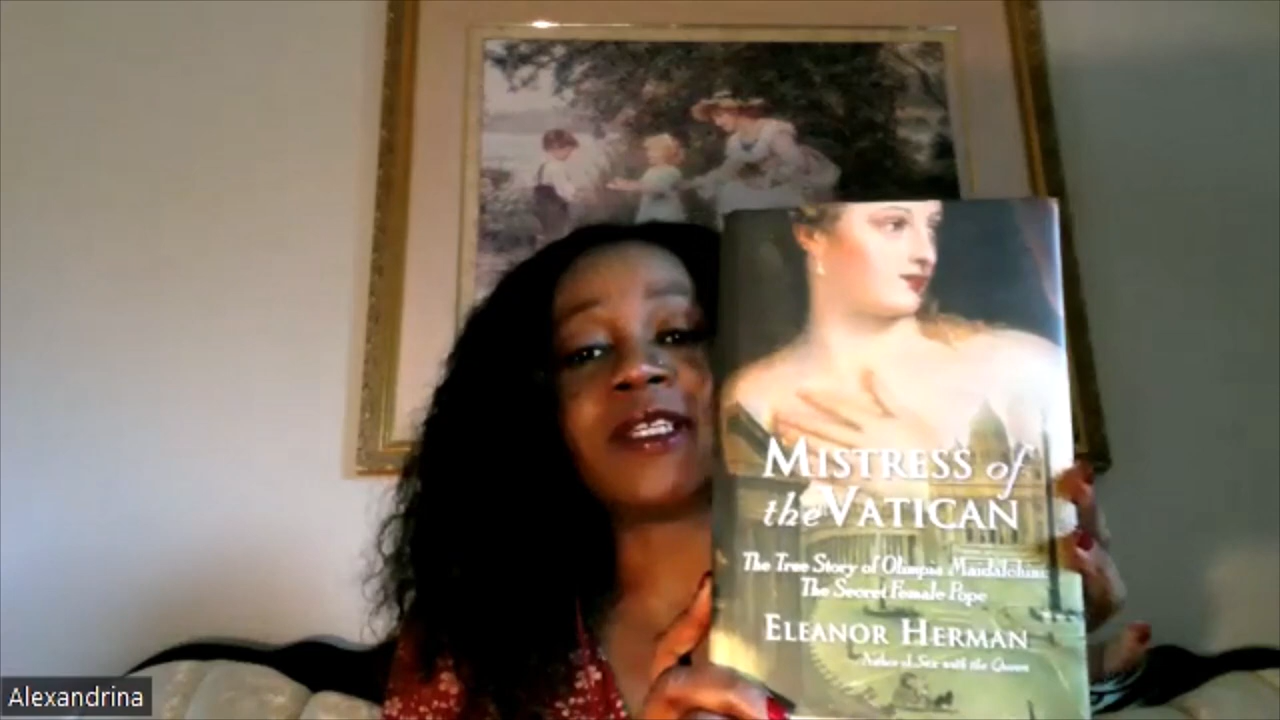 MISTRESS of
the VATICAN
The True Story of Olimpia Maidalchini:
The Secret Female Pope
ELEANOR HERMAN
Author of Sex with the Queen
Alexandrina